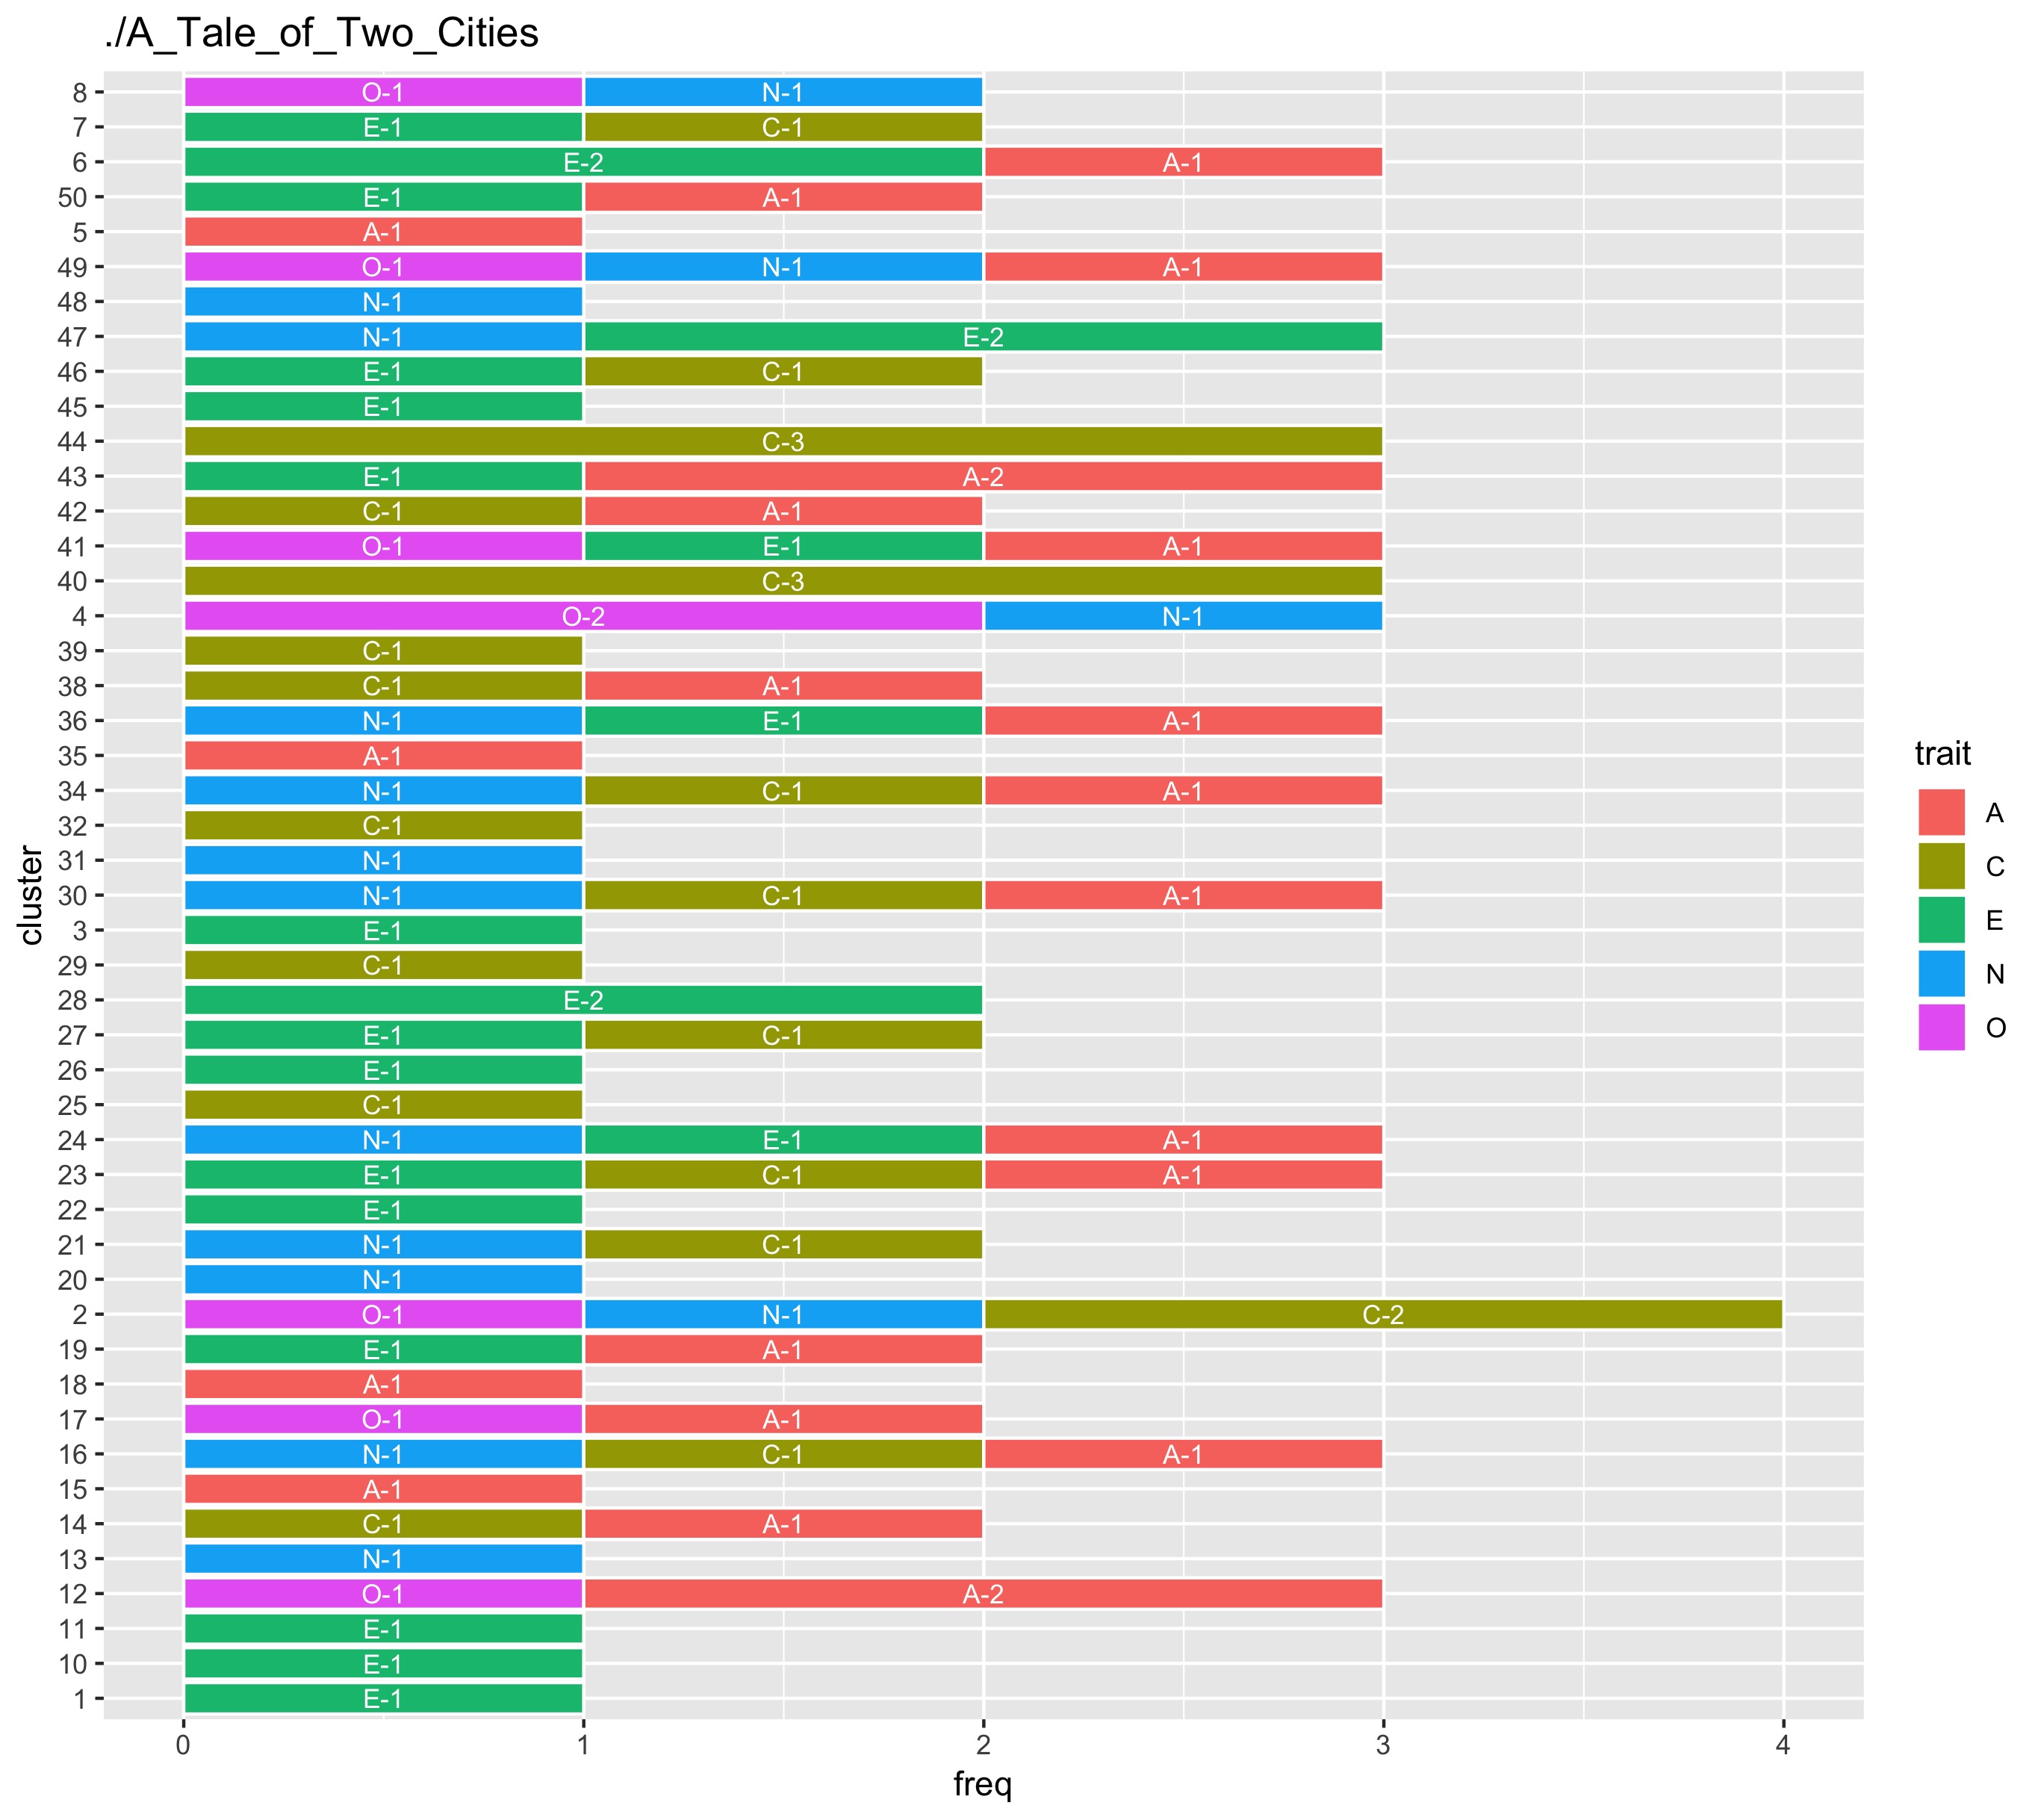 ./A_Tale_of_Two_Cities
8 O-1 N-1
7 E-1 C-1
6 E-2 A-1
50 E-1 A-1
5 A-1
49 O-1 N-1 A-1
48 N-1
47 N-1 E-2
46 E-1 C-1
45 E-1
44 C-3
43 E-1 A-2
42 C-1 A-1
41 O-1 E-1 A-1
40 C-3
4 O-2 N-1
39 C-1
38 C-1 A-1
36 N-1 E-1 A-1
35 A-1
34 N-1 C-1 A-1
32 C-1
31 N-1
30 N-1 C-1 A-1
3 E-1
29 C-1
28 E-2
27 E-1 C-1
26 E-1
25 C-1
24 N-1 E-1 A-1
23 E-1 C-1 A-1
22 E-1
21 N-1 C-1
20 N-1
2 O-1 N-1 C-2
19 E-1 A-1
18 A-1
17 O-1 A-1
16 N-1 C-1 A-1
15 A-1
14 C-1 A-1
13 N-1
12 O-1 A-2
11 E-1
10 E-1
1 E-1
0 1 2 3 4
freq
cluster
trait
A
C
E
N
O